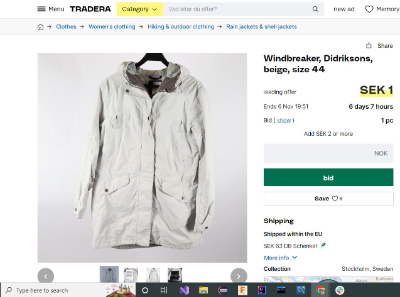 Menu TRADERA Category Vad letar du efter? new ad Memory
Clothes → Women's clothing → Hiking & outdoor clothing → Rain jackets & shell jackets
Share
Windbreaker, Didriksons,
beige, size 44
leading offer SEK 1
Ends 6 Nov 19:51 6 days 7 hours
Bid ( show ) 1 pc
Add SEK 2 or more
NOK
bid
Save
Shipping
Shipped within the EU
SEK 63 DB Schenker
More info
Collection Stockholm, Sweden
Type here to search